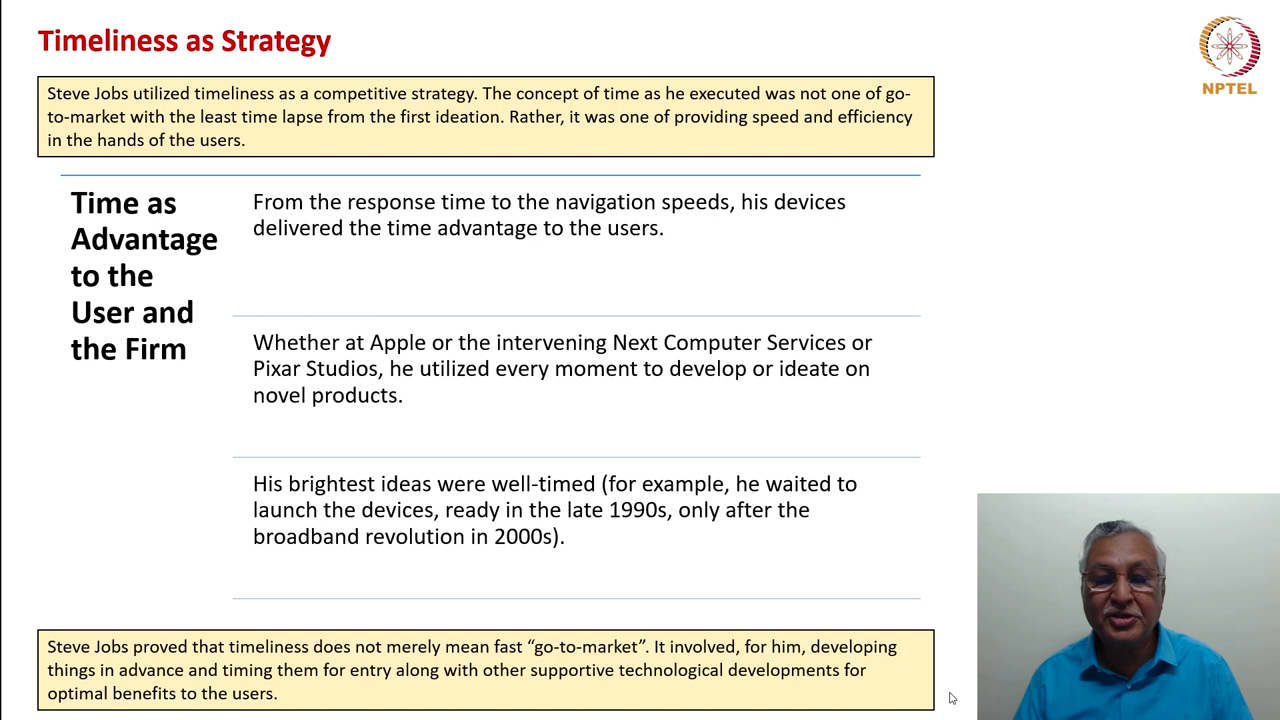 Timeliness as Strategy
NPTEL
Steve Jobs utilized timeliness as a competitive strategy. The concept of time as he executed was not one of go-
to-market with the least time lapse from the first ideation. Rather, it was one of providing speed and efficiency
in the hands of the users.
Time as
Advantage
to the
User and
the Firm
From the response time to the navigation speeds, his devices
delivered the time advantage to the users.
Whether at Apple or the intervening Next Computer Services or
Pixar Studios, he utilized every moment to develop or ideate on
novel products.
His brightest ideas were well-timed (for example, he waited to
launch the devices, ready in the late 1990s, only after the
broadband revolution in 2000s).
Steve Jobs proved that timeliness does not merely mean fast “go-to-market”. It involved, for him, developing
things in advance and timing them for entry along with other supportive technological developments for
optimal benefits to the users.